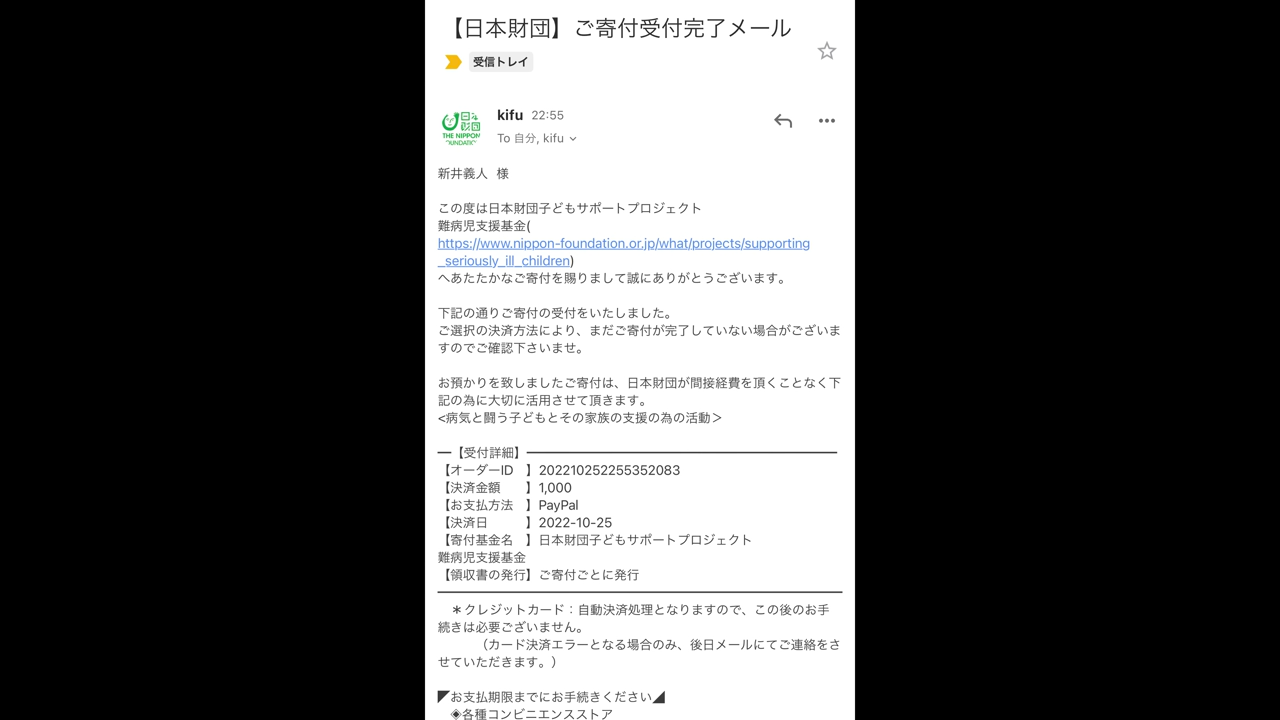 【日本財団】ご寄付受付完了メール
受信トレイ
kifu 22:55
To 自分, kifu
THE NIPPON
新井義人 様
この度は日本財団子どもサポートプロジェクト
難病児支援基金(
https://www.nippon-foundation.or.jp/what/projects/supporting
_seriously_ill_children)
へあたたかなご寄付を賜りまして誠にありがとうございます。
下記の通りご寄付の受付をいたしました。
ご選択の決済方法により、まだご寄付が完了していない場合がございま
すのでご確認下さいませ。
お預かりを致しましたご寄付は、日本財団が間接経費を頂くことなく下
記の為に大切に活用させて頂きます。
<病気と闘う子どもとその家族の支援の為の活動＞
━【受付詳細】━━━━━━━━━━━━━━━━━━━━━━━━━
【オーダーID 】202210252255352083
【決済金額 】1,000
【お支払方法 】PayPal
【決済日 】2022-10-25
【寄付基金名 】日本財団子どもサポートプロジェクト
難病児支援基金
【領収書の発行】ご寄付ごとに発行
━━━━━━━━━━━━━━━━━━━━━━━━━━━━━━━━
＊クレジットカード：自動決済処理となりますので、この後のお手
続きは必要ございません。
（カード決済エラーとなる場合のみ、後日メールにてご連絡をさ
せていただきます。）
◤お支払期限までにお手続きください◢
◈各種コンビニエンスストア